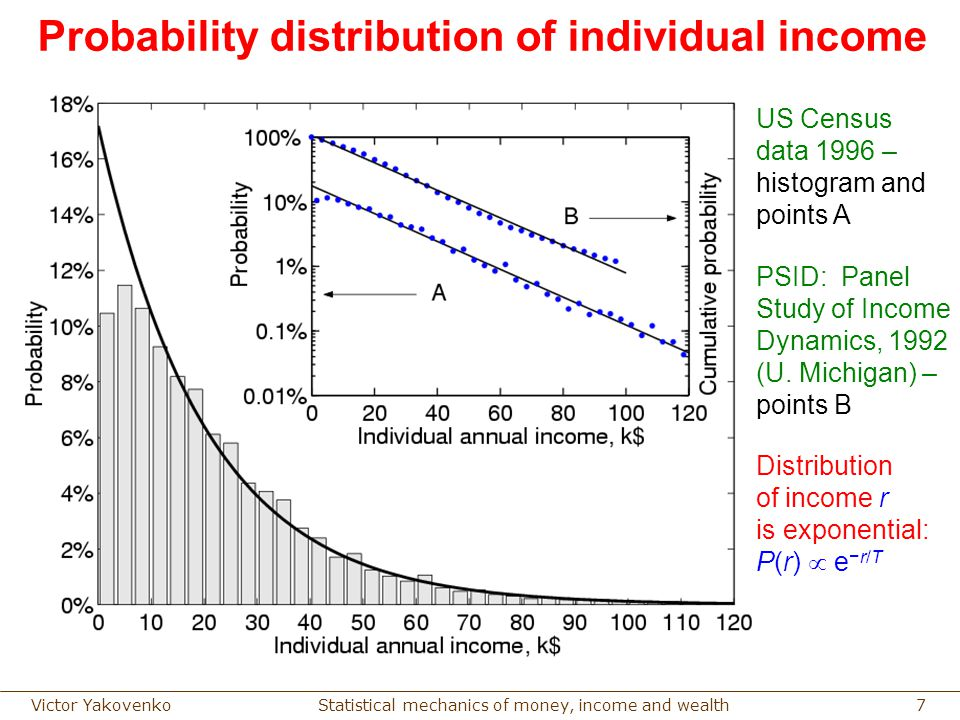 Probability distribution of individual income
18%
16%
14%
12%
10%
8%
6%
4%
2%
0%
Probability
0 10 20 30 40 50 60 70 80 90 100 110 120
Individual annual income, k$
100%
10%
1%
0.1%
0.01%
Probability
A
B
Cumulative probability
0 20 40 60 80 100 120
Individual annual income, k$
US Census
data 1996 –
histogram and
points A
PSID: Panel
Study of Income
Dynamics, 1992
(U. Michigan) –
points B
Distribution
of income r
is exponential:
P(r) ∝ e−r/T
Victor Yakovenko Statistical mechanics of money, income and wealth 7